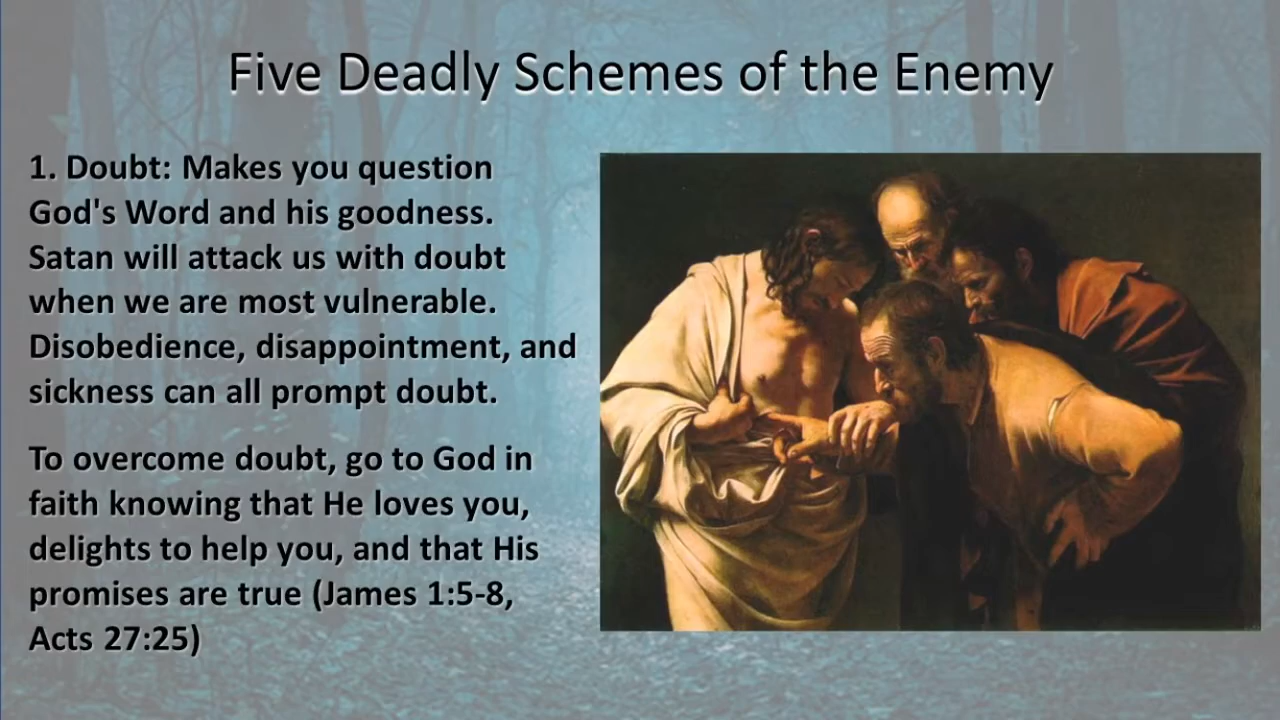 Five Deadly Schemes of the Enemy
1. Doubt: Makes you question
God's Word and his goodness.
Satan will attack us with doubt
when we are most vulnerable.
Disobedience, disappointment, and
sickness can all prompt doubt.
To overcome doubt, go to God in
faith knowing that He loves you,
delights to help you, and that His
promises are true (James 1:5-8,
Acts 27:25)